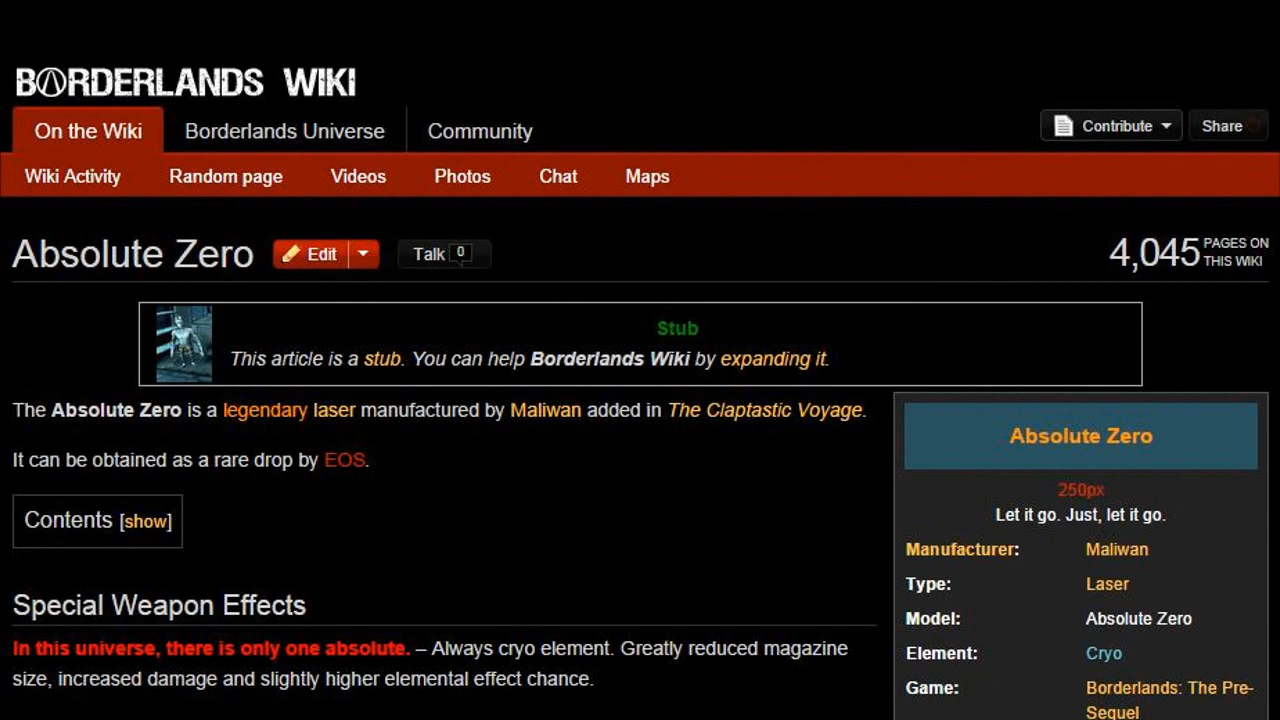 BORDERLANDS WIKI
On the Wiki
Borderlands Universe
Community
Contribute
Share
Wiki Activity
Random page
Videos
Photos
Chat
Maps
Absolute Zero
Edit
Talk 0
4,045 PAGES ON
THIS WIKI
Stub
This article is a stub. You can help Borderlands Wiki by expanding it.
The Absolute Zero is a legendary laser manufactured by Maliwan added in The Claptastic Voyage.
It can be obtained as a rare drop by EOS.
Contents [show]
Special Weapon Effects
In this universe, there is only one absolute. – Always cryo element. Greatly reduced magazine
size, increased damage and slightly higher elemental effect chance.
Absolute Zero
250px
Let it go. Just, let it go.
Manufacturer: Maliwan
Type: Laser
Model: Absolute Zero
Element: Cryo
Game: Borderlands: The Pre-
Sequel